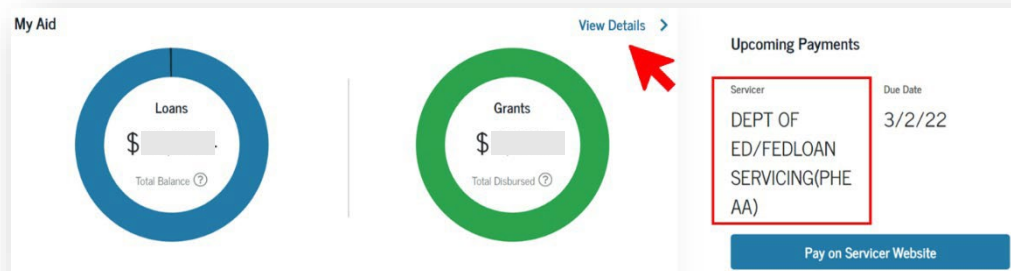 My Aid
View Details >
Loans
$
Total Balance ?
Grants
$
Total Disbursed ?
Upcoming Payments
Servicer
Due Date
DEPT OF
ED/FEDLOAN
SERVICING(PHE
AA)
3/2/22
Pay on Servicer Website